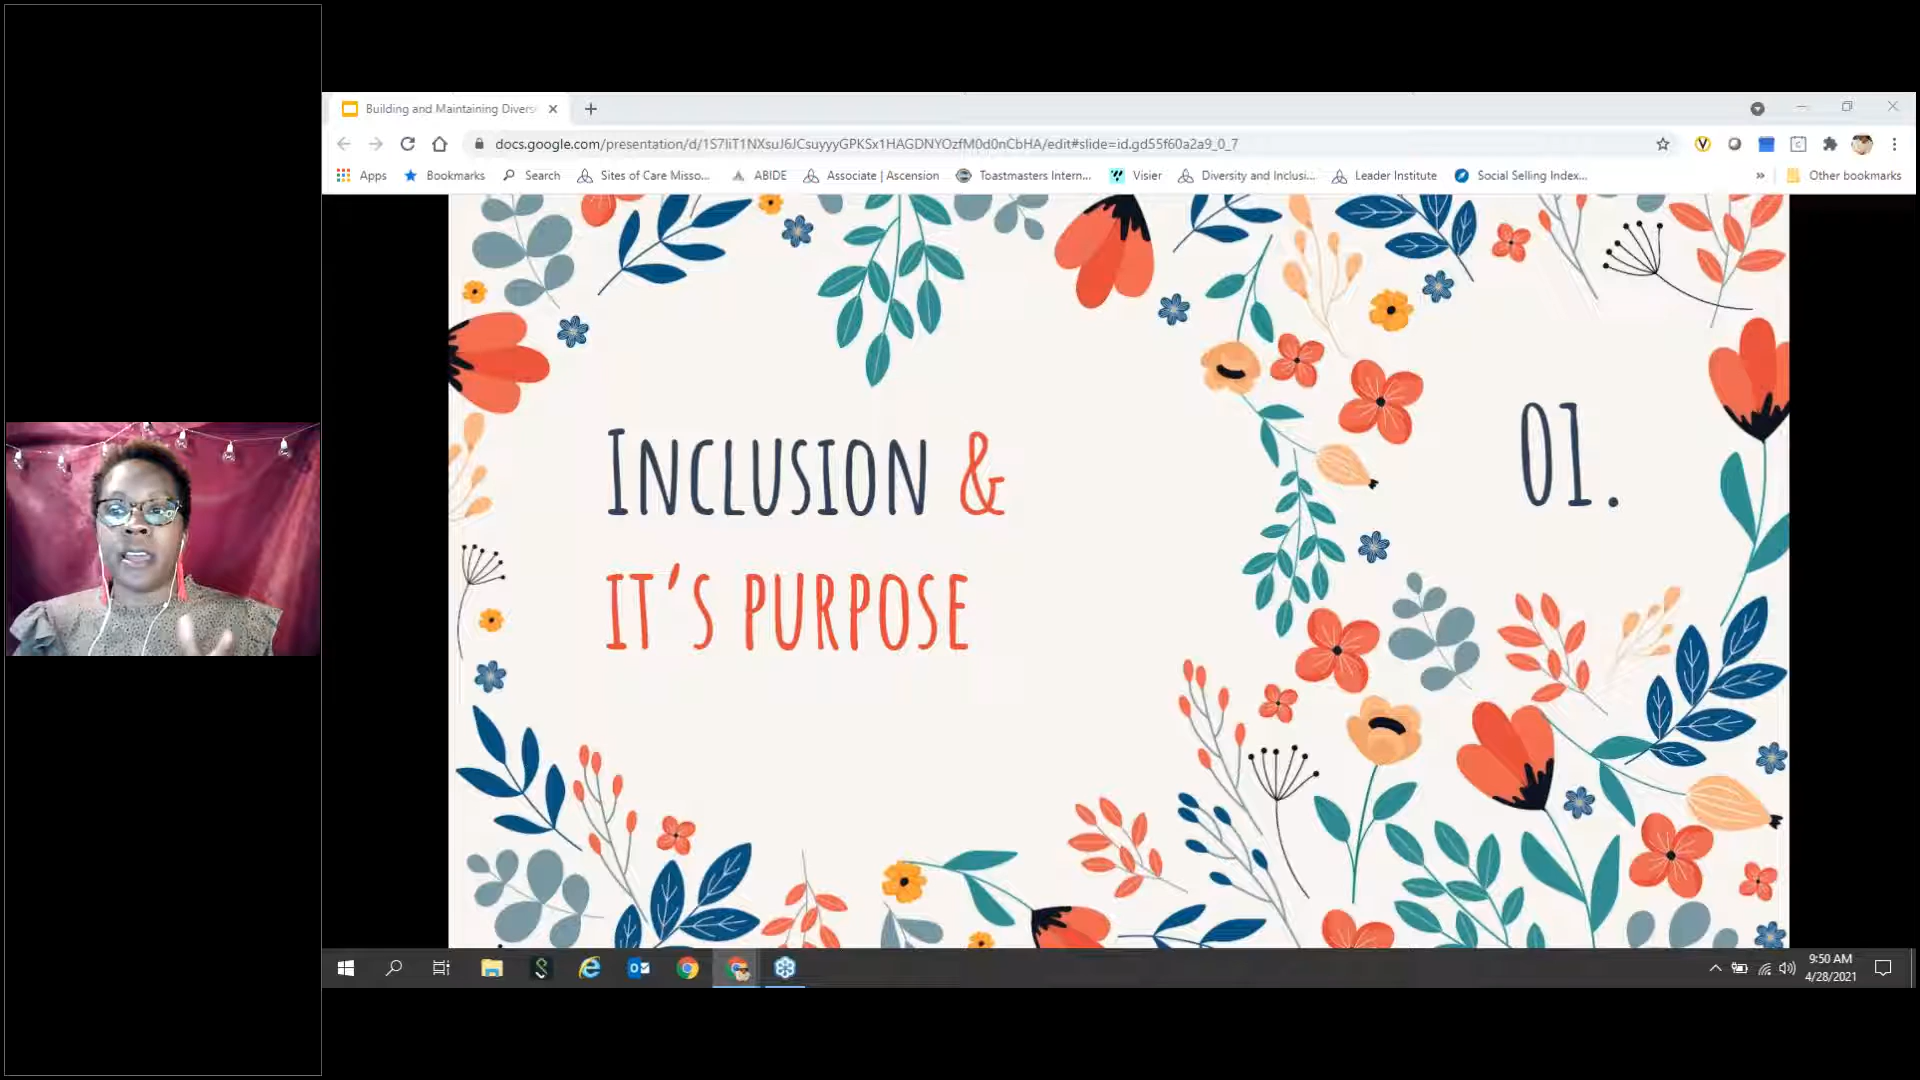 Building and Maintaining Divers
docs.google.com/presentation/d/1S7IiT1NXsuJ6JCsuyyyGPKSx1HAGDNYOzfM0d0nCbHA/edit#slide=id.gd55f60a2a9_0_7
Apps Bookmarks Search Sites of Care Misso... ABIDE Associate | Ascension Toastmasters Intern... Visier Diversity and Inclusi... Leader Institute Social Selling Index... » Other bookmarks
INCLUSION &
IT'S PURPOSE
01.
9:50 AM
4/28/2021